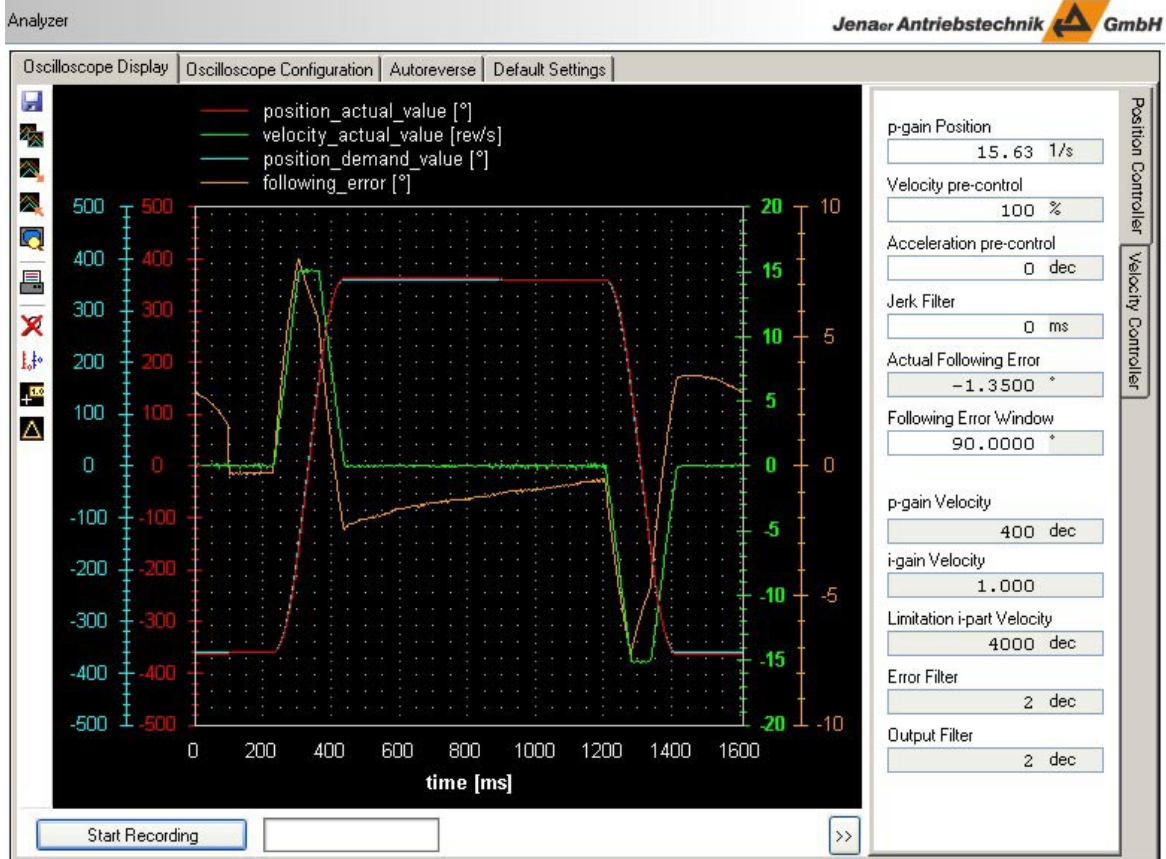 Analyzer
Jenaer Antriebstechnik GmbH
Oscilloscope Display Oscilloscope Configuration Autoreverse Default Settings
position_actual_value [°]
velocity_actual_value [rev/s]
position_demand_value [°]
following_error [°]
500 500 20 10
400 400 15
300 300 10 5
200 200
100 100 5
0 0 0 0
-100 -100 -5
-200 -200
-300 -300 -10 -5
-400 -400 -15
-500 -500 -20 -10
0 200 400 600 800 1000 1200 1400 1600
time [ms]
Start Recording >>
p-gain Position
15.63 1/s
Velocity pre-control
100 %
Acceleration pre-control
0 dec
Jerk Filter
0 ms
Actual Following Error
-1.3500 °
Following Error Window
90.0000 °
p-gain Velocity
400 dec
i-gain Velocity
1.000
Limitation i-part Velocity
4000 dec
Error Filter
2 dec
Output Filter
2 dec
Position Controller
Velocity Controller